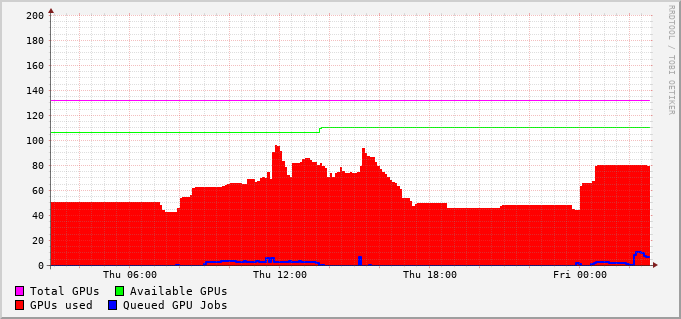 200
180
160
140
120
100
80
60
40
20
0
Thu 06:00 Thu 12:00 Thu 18:00 Fri 00:00
Total GPUs Available GPUs
GPUs used Queued GPU Jobs
RRDTOOL / TOBI OETIKER